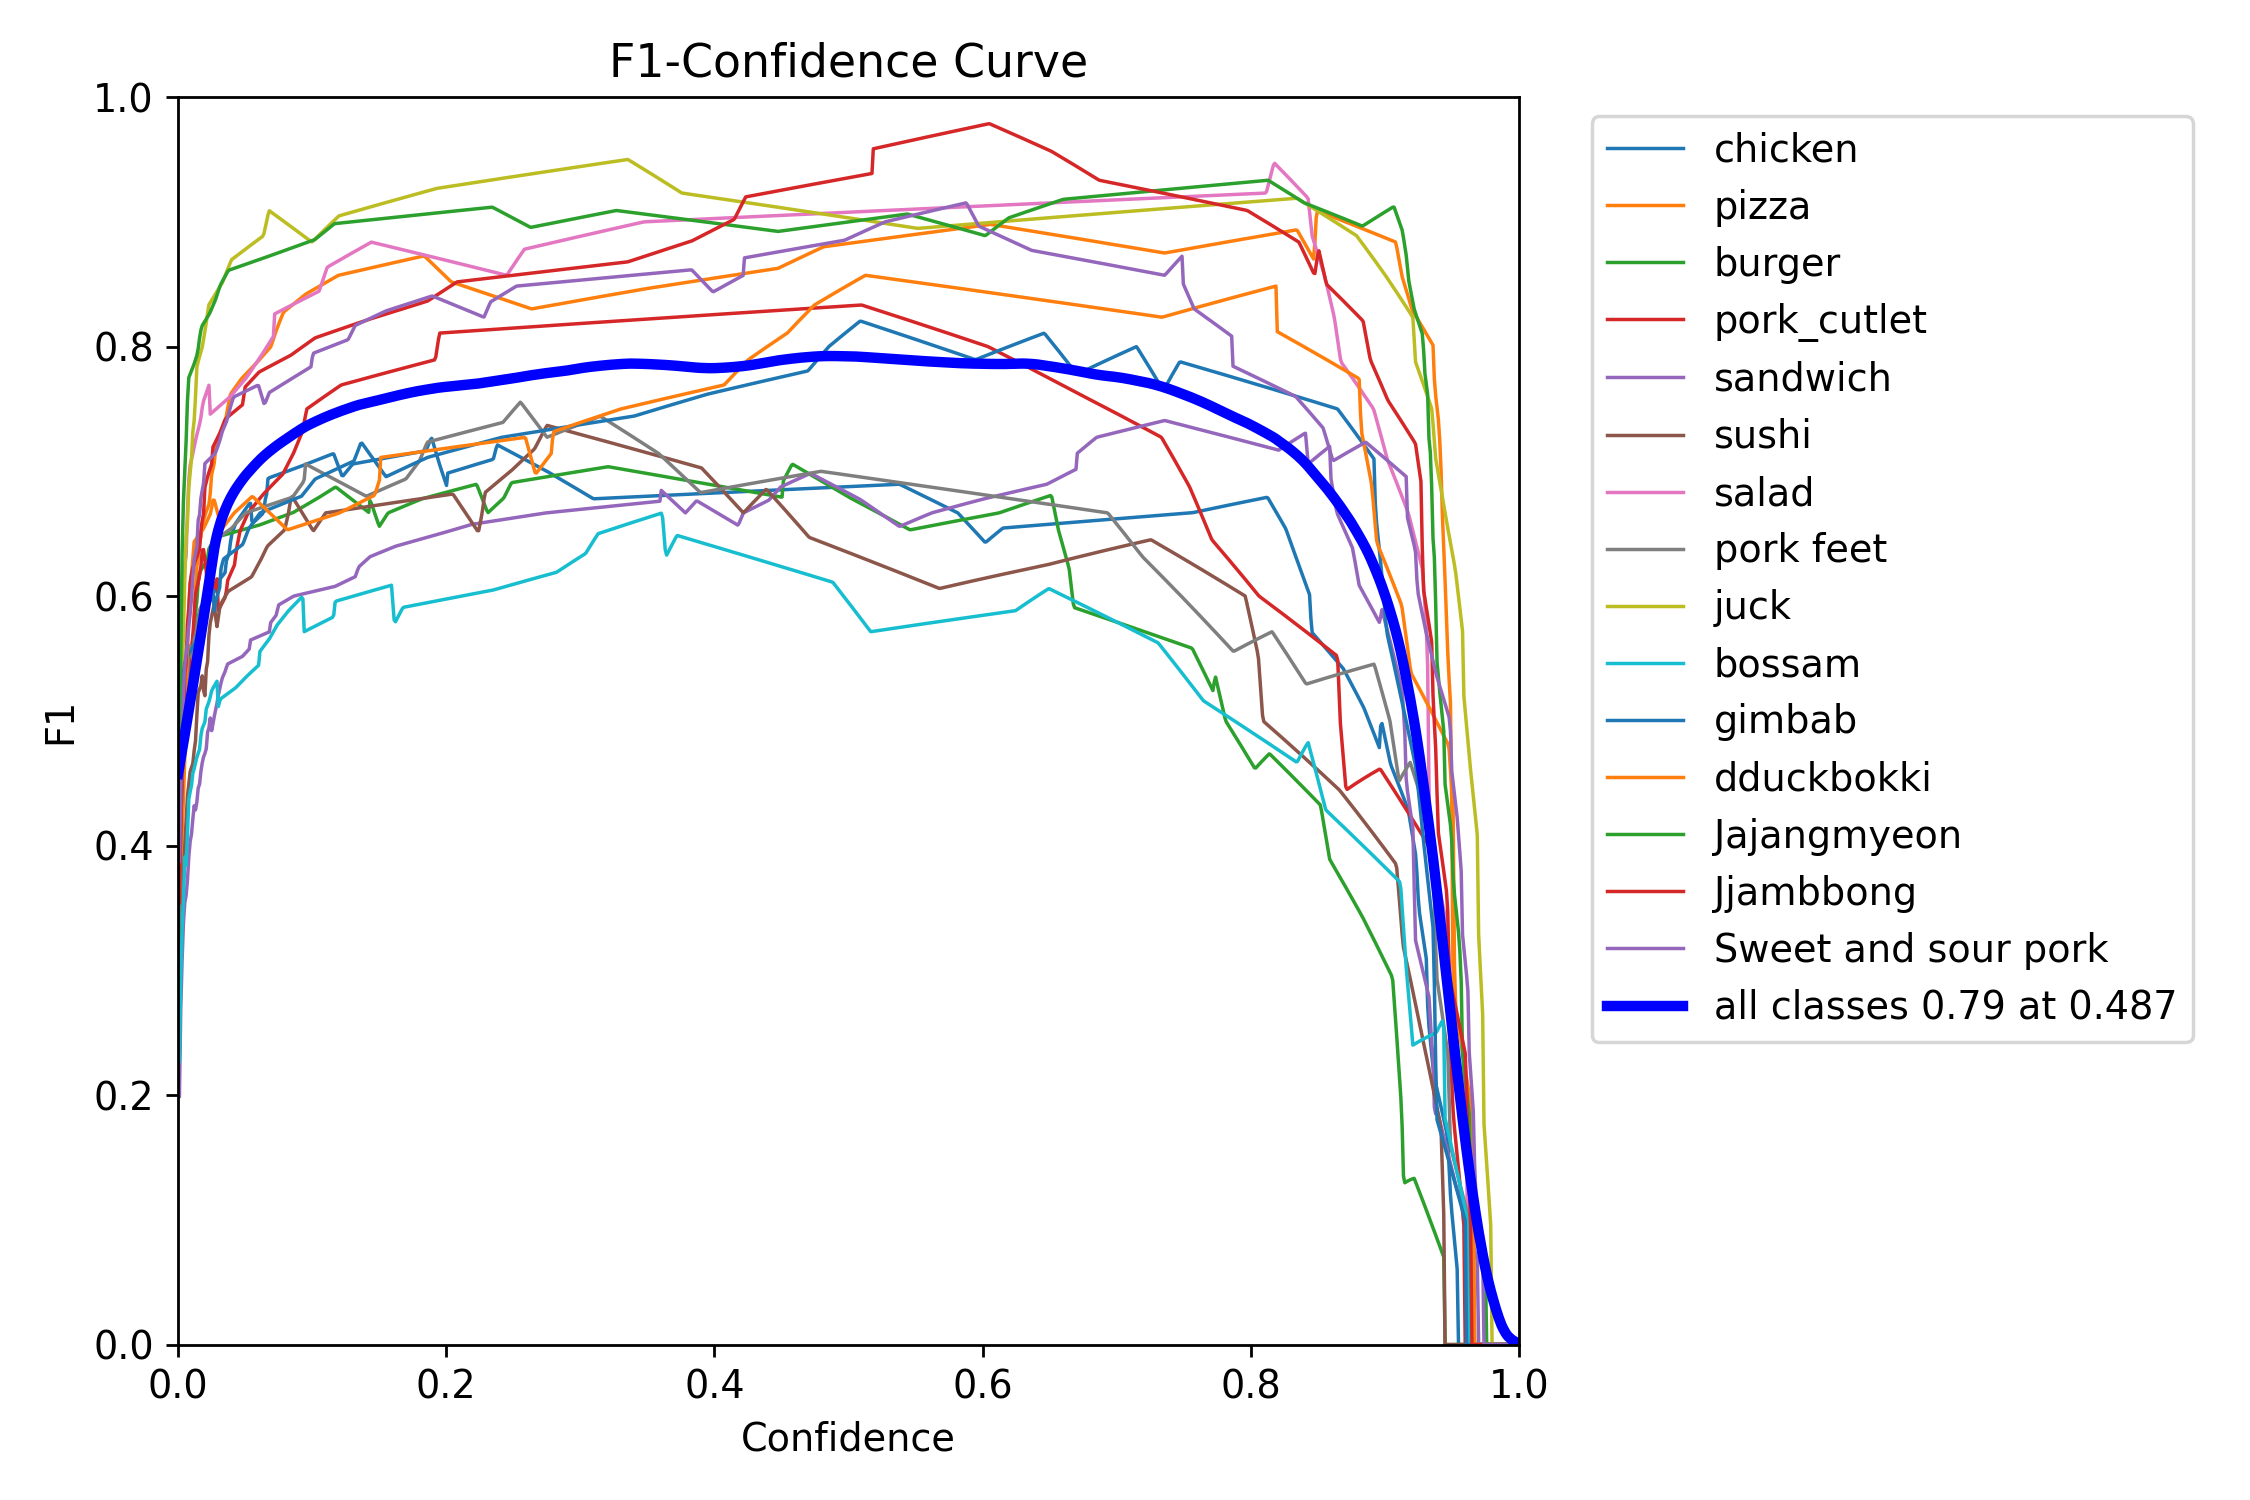 F1-Confidence Curve
1.0
0.8
0.6
0.4
0.2
0.0
F1
0.0 0.2 0.4 0.6 0.8 1.0
Confidence
chicken
pizza
burger
pork_cutlet
sandwich
sushi
salad
pork feet
juck
bossam
gimbab
dduckbokki
Jajangmyeon
Jjambbong
Sweet and sour pork
all classes 0.79 at 0.487